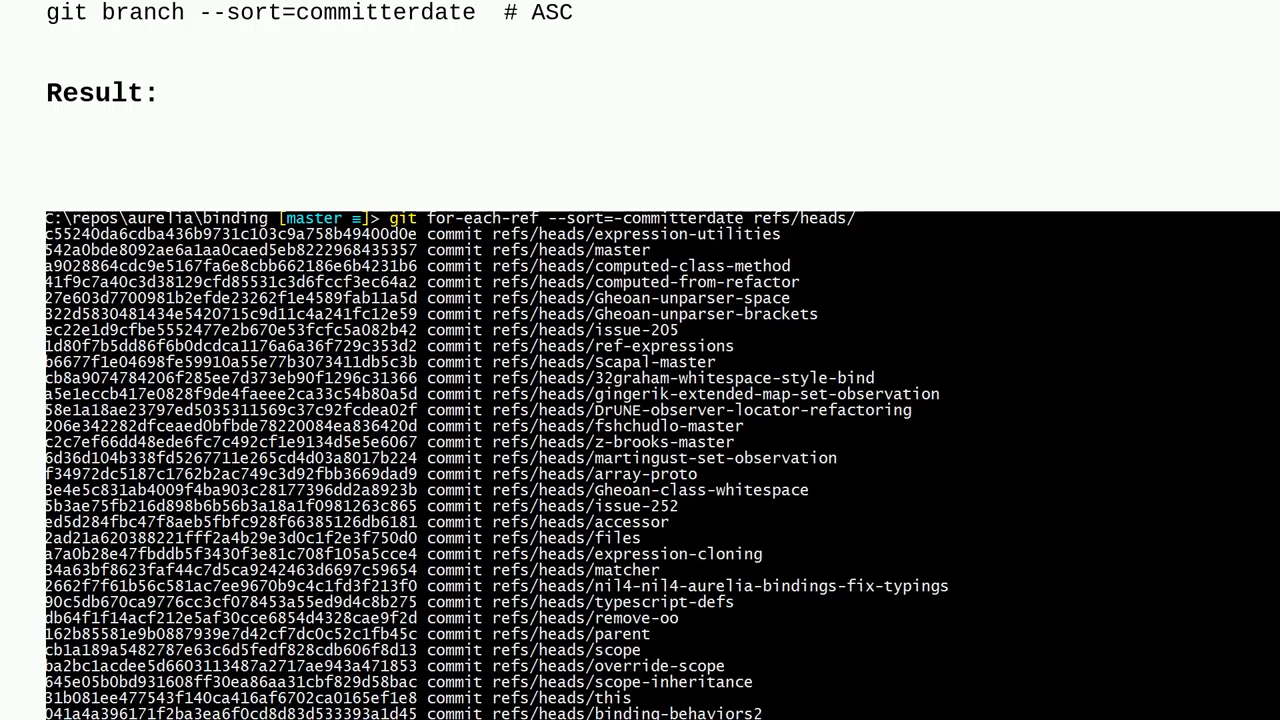 git branch --sort=committerdate  # ASC
Result:
C:\repos\aurelia\binding [master ≡]> git for-each-ref --sort=-committerdate refs/heads/
c55240da6cdba436b9731c103c9a758b49400d0e commit refs/heads/expression-utilities
542a0bde8092ae6a1aa0caed5eb8222968435357 commit refs/heads/master
a9028864cdc9e5167fa6e8cbb662186e6b4231b6 commit refs/heads/computed-class-method
41f9c7a40c3d38129cfd85531c3d6fccf3ec64a2 commit refs/heads/computed-from-refactor
27e603d7700981b2efde23262f1e4589fab11a5d commit refs/heads/Gheoan-unparser-space
322d5830481434e5420715c9d11c4a241fc12e59 commit refs/heads/Gheoan-unparser-brackets
ec22e1d9cfbe5552477e2b670e53fcfc5a082b42 commit refs/heads/issue-205
1d80f7b5dd86f6b0dcdca1176a6a36f729c353d2 commit refs/heads/ref-expressions
b6677f1e04698fe59910a55e77b3073411db5c3b commit refs/heads/Scapal-master
cb8a9074784206f285ee7d373eb90f1296c31366 commit refs/heads/32graham-whitespace-style-bind
a5e1eccb417e0828f9de4faeee2ca33c54b80a5d commit refs/heads/gingerik-extended-map-set-observation
58e1a18ae23797ed5035311569c37c92fcdea02f commit refs/heads/DrUNE-observer-locator-refactoring
206e342282dfceaed0bfbde78220084ea836420d commit refs/heads/fshchudlo-master
c2c7ef66dd48ede6fc7c492cf1e9134d5e5e6067 commit refs/heads/z-brooks-master
6d36d104b338fd5267711e265cd4d03a8017b224 commit refs/heads/martingust-set-observation
f34972dc5187c1762b2ac749c3d92fbb3669dad9 commit refs/heads/array-proto
3e4e5c831ab4009f4ba903c28177396dd2a8923b commit refs/heads/Gheoan-class-whitespace
5b3ae75fb216d898b6b56b3a18a1f0981263c865 commit refs/heads/issue-252
ed5d284fbc47f8aeb5fbfc928f66385126db6181 commit refs/heads/accessor
2ad21a620388221fff2a4b29e3d0c1f2e3f750d0 commit refs/heads/files
a7a0b28e47fbddb5f3430f3e81c708f105a5cce4 commit refs/heads/expression-cloning
34a63bf8623faf44c7d5ca9242463d6697c59654 commit refs/heads/matcher
2662f7f61b56c581ac7ee9670b9c4c1fd3f213f0 commit refs/heads/nil4-nil4-aurelia-bindings-fix-typings
90c5db670ca9776cc3cf078453a55ed9d4c8b275 commit refs/heads/typescript-defs
db64f1f14acf212e5af30cce6854d4328cae9f2d commit refs/heads/remove-oo
162b85581e9b0887939e7d42cf7dc0c52c1fb45c commit refs/heads/parent
cb1a189a5482787e63c6d5fedf828cdb606f8d13 commit refs/heads/scope
ba2bc1acdee5d6603113487a2717ae943a471853 commit refs/heads/override-scope
645e05b0bd931608ff30ea86aa31cbf829d58bac commit refs/heads/scope-inheritance
31b081ee477543f140ca416af6702ca0165ef1e8 commit refs/heads/this
041a4a396171f2ba3ea6f0cd8d83d533393a1d45 commit refs/heads/binding-behaviors2